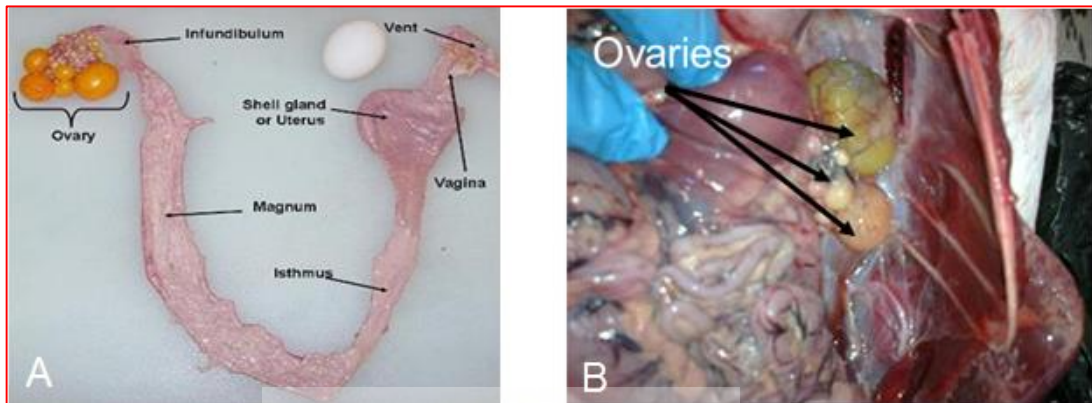 Infundibulum
Vent
Ovary
Shell gland
or Uterus
Vagina
Magnum
Isthmus
A
Ovaries
B